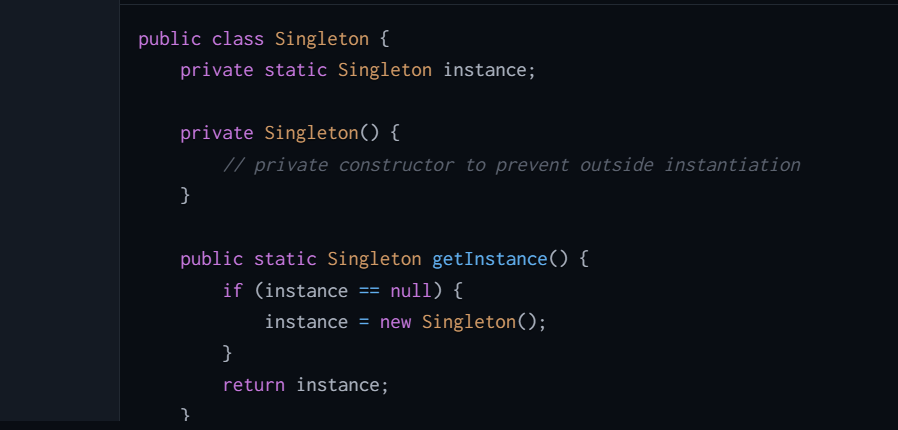 public class Singleton {
    private static Singleton instance;
    private Singleton() {
        // private constructor to prevent outside instantiation
    }
    public static Singleton getInstance() {
        if (instance == null) {
            instance = new Singleton();
        }
        return instance;
    }